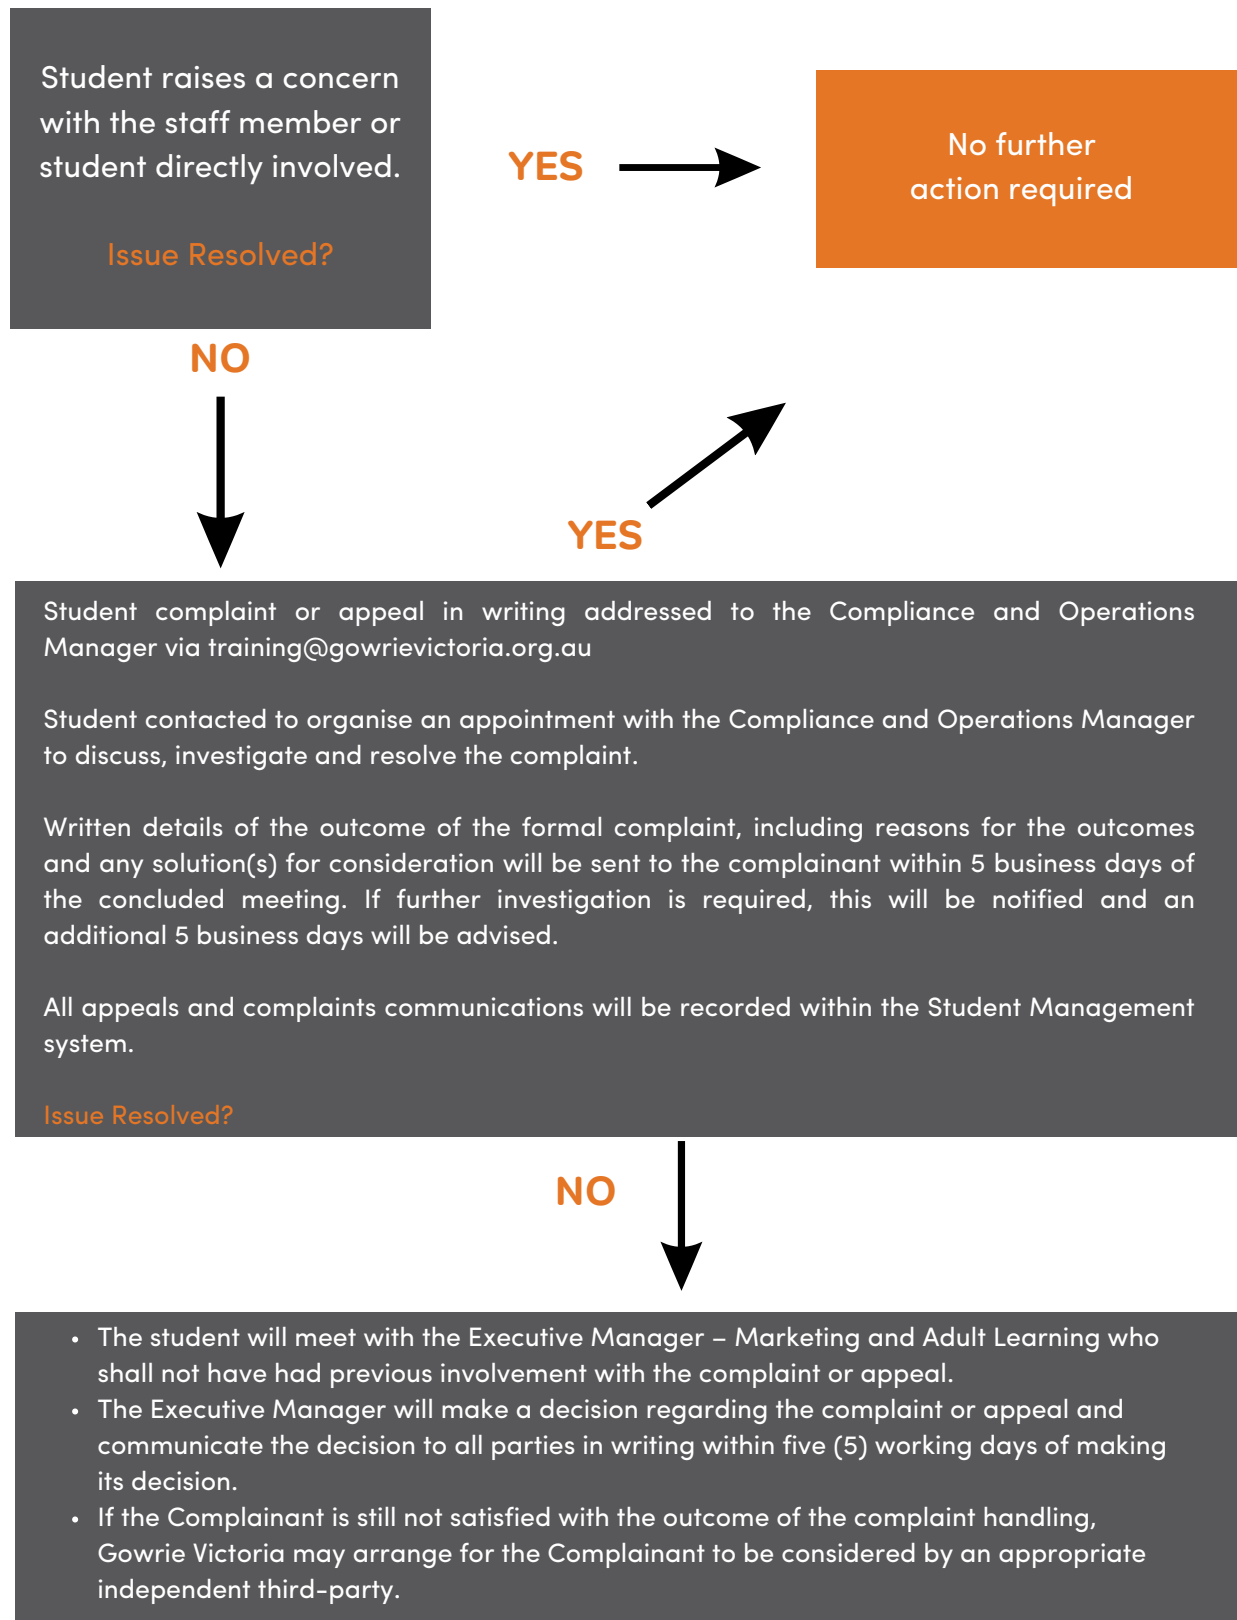 Student raises a concern
with the staff member or
student directly involved.
Issue Resolved?
YES
No further
action required
NO
YES
Student complaint or appeal in writing addressed to the Compliance and Operations
Manager via training@gowrievictoria.org.au
Student contacted to organise an appointment with the Compliance and Operations Manager
to discuss, investigate and resolve the complaint.
Written details of the outcome of the formal complaint, including reasons for the outcomes
and any solution(s) for consideration will be sent to the complainant within 5 business days of
the concluded meeting. If further investigation is required, this will be notified and an
additional 5 business days will be advised.
All appeals and complaints communications will be recorded within the Student Management
system.
Issue Resolved?
NO
• The student will meet with the Executive Manager – Marketing and Adult Learning who
shall not have had previous involvement with the complaint or appeal.
• The Executive Manager will make a decision regarding the complaint or appeal and
communicate the decision to all parties in writing within five (5) working days of making
its decision.
• If the Complainant is still not satisfied with the outcome of the complaint handling,
Gowrie Victoria may arrange for the Complainant to be considered by an appropriate
independent third-party.